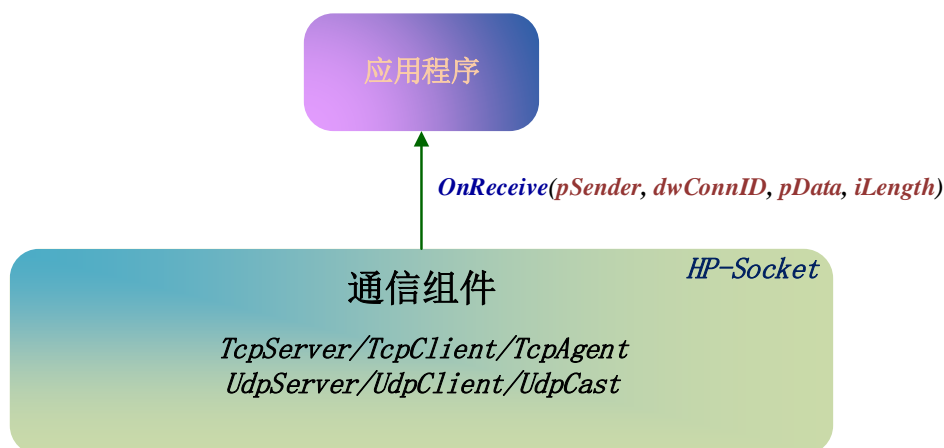 应用程序
OnReceive(pSender, dwConnID, pData, iLength)
HP-Socket
通信组件
TcpServer/TcpClient/TcpAgent
UdpServer/UdpClient/UdpCast